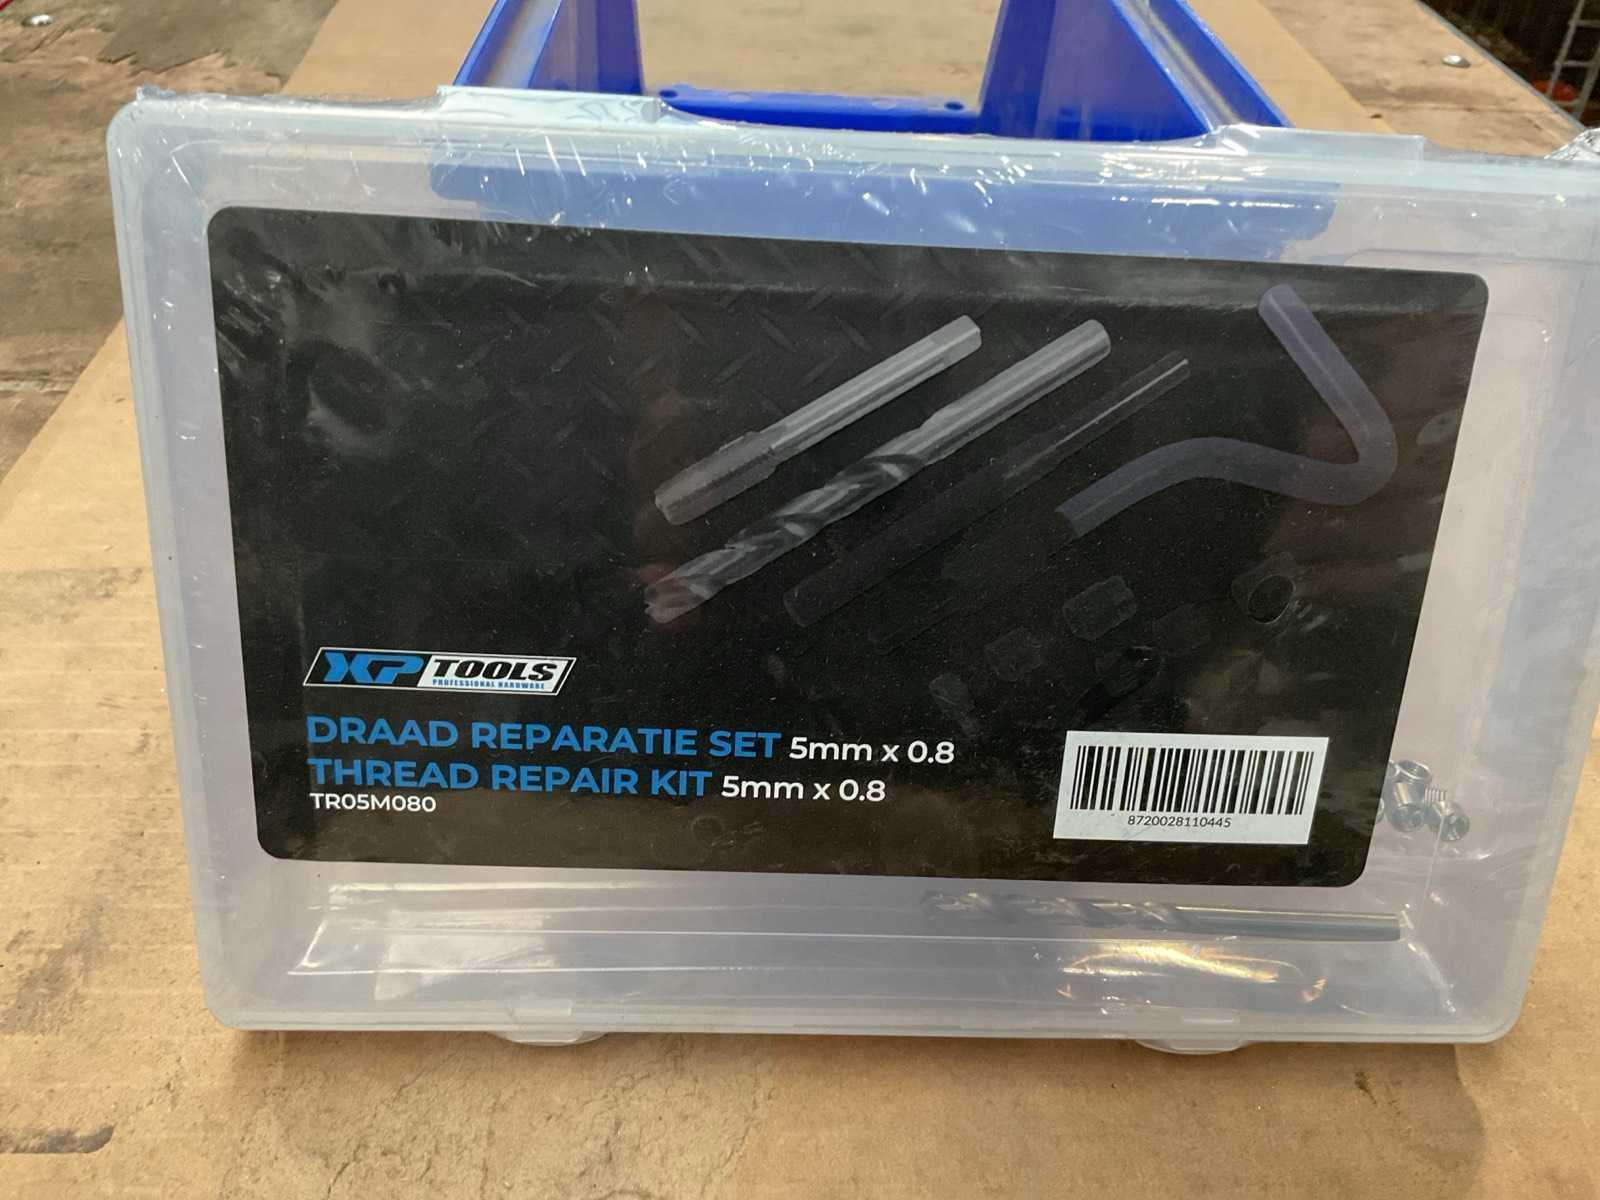 XP TOOLS
PROFESSIONAL HARDWARE
DRAAD REPARATIE SET 5mm x 0.8
THREAD REPAIR KIT 5mm x 0.8
TR05M080
8720028110445